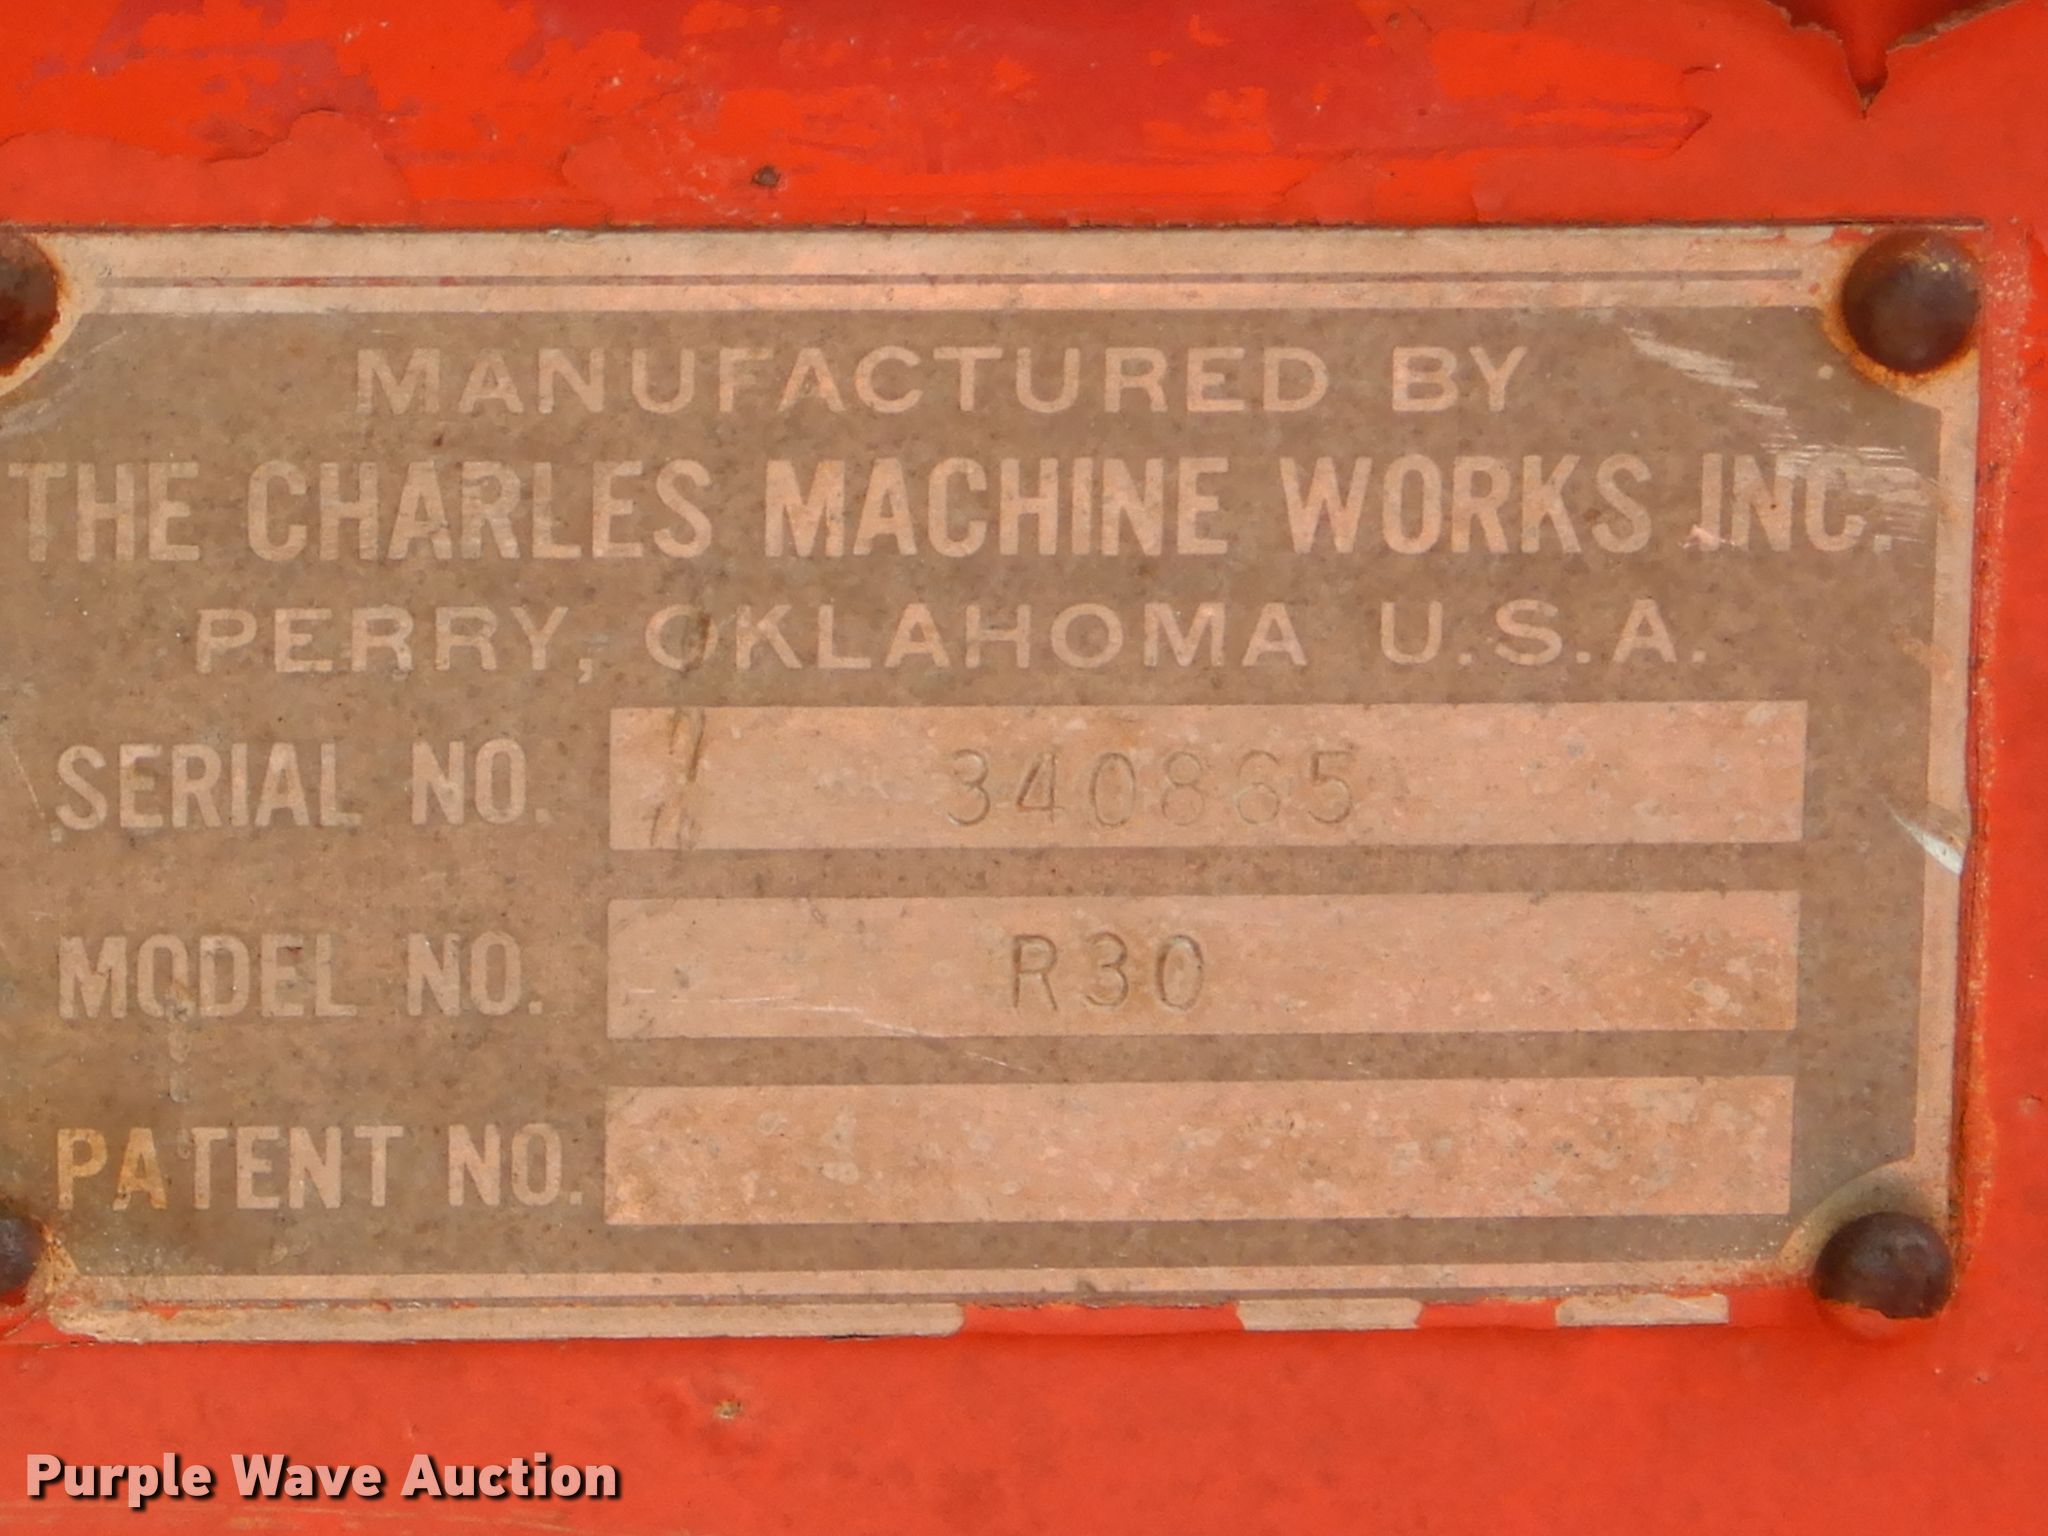 MANUFACTURED BY
THE CHARLES MACHINE WORKS INC.
PERRY, OKLAHOMA U.S.A.
SERIAL NO. 340865
MODEL NO. R30
PATENT NO.
Purple Wave Auction